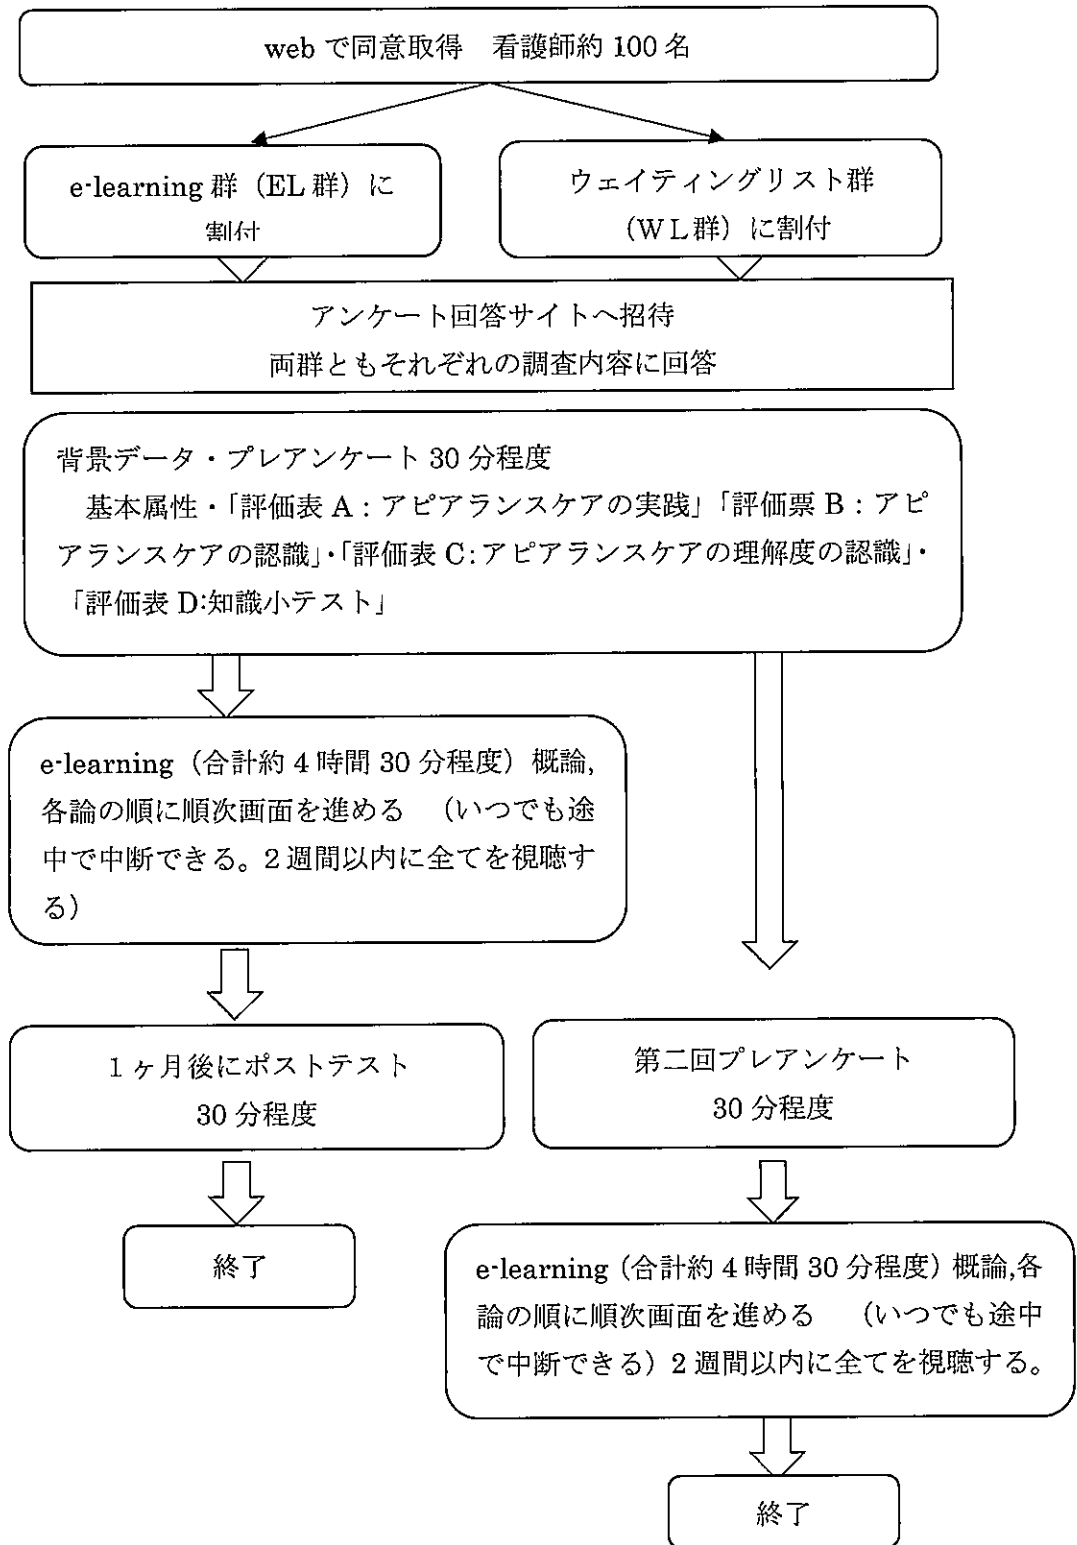 web で同意取得　看護師約 100 名
e-learning 群（EL 群）に
割付
ウェイティングリスト群
（ＷＬ群）に割付
アンケート回答サイトへ招待
両群ともそれぞれの調査内容に回答
背景データ・プレアンケート 30 分程度
基本属性・「評価表 A：アピアランスケアの実践」「評価票 B：アピ
アランスケアの認識」・「評価表 C：アピアランスケアの理解度の認識」・
「評価表 D:知識小テスト」
e-learning（合計約 4 時間 30 分程度）概論,
各論の順に順次画面を進める　（いつでも途
中で中断できる。2 週間以内に全てを視聴す
る）
１ヶ月後にポストテスト
30 分程度
終了
第二回プレアンケート
30 分程度
e-learning（合計約 4 時間 30 分程度）概論,各
論の順に順次画面を進める　（いつでも途中
で中断できる）2 週間以内に全てを視聴する。
終了